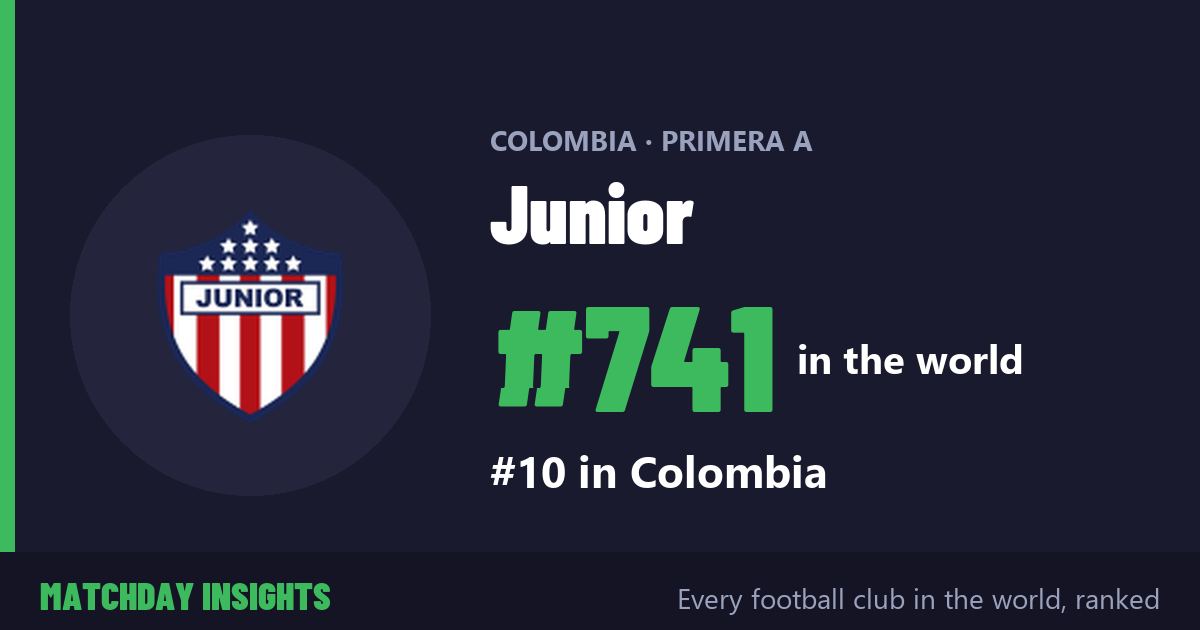 COLOMBIA · PRIMERA A
Junior
JUNIOR
#741 in the world
#10 in Colombia
MATCHDAY INSIGHTS
Every football club in the world, ranked